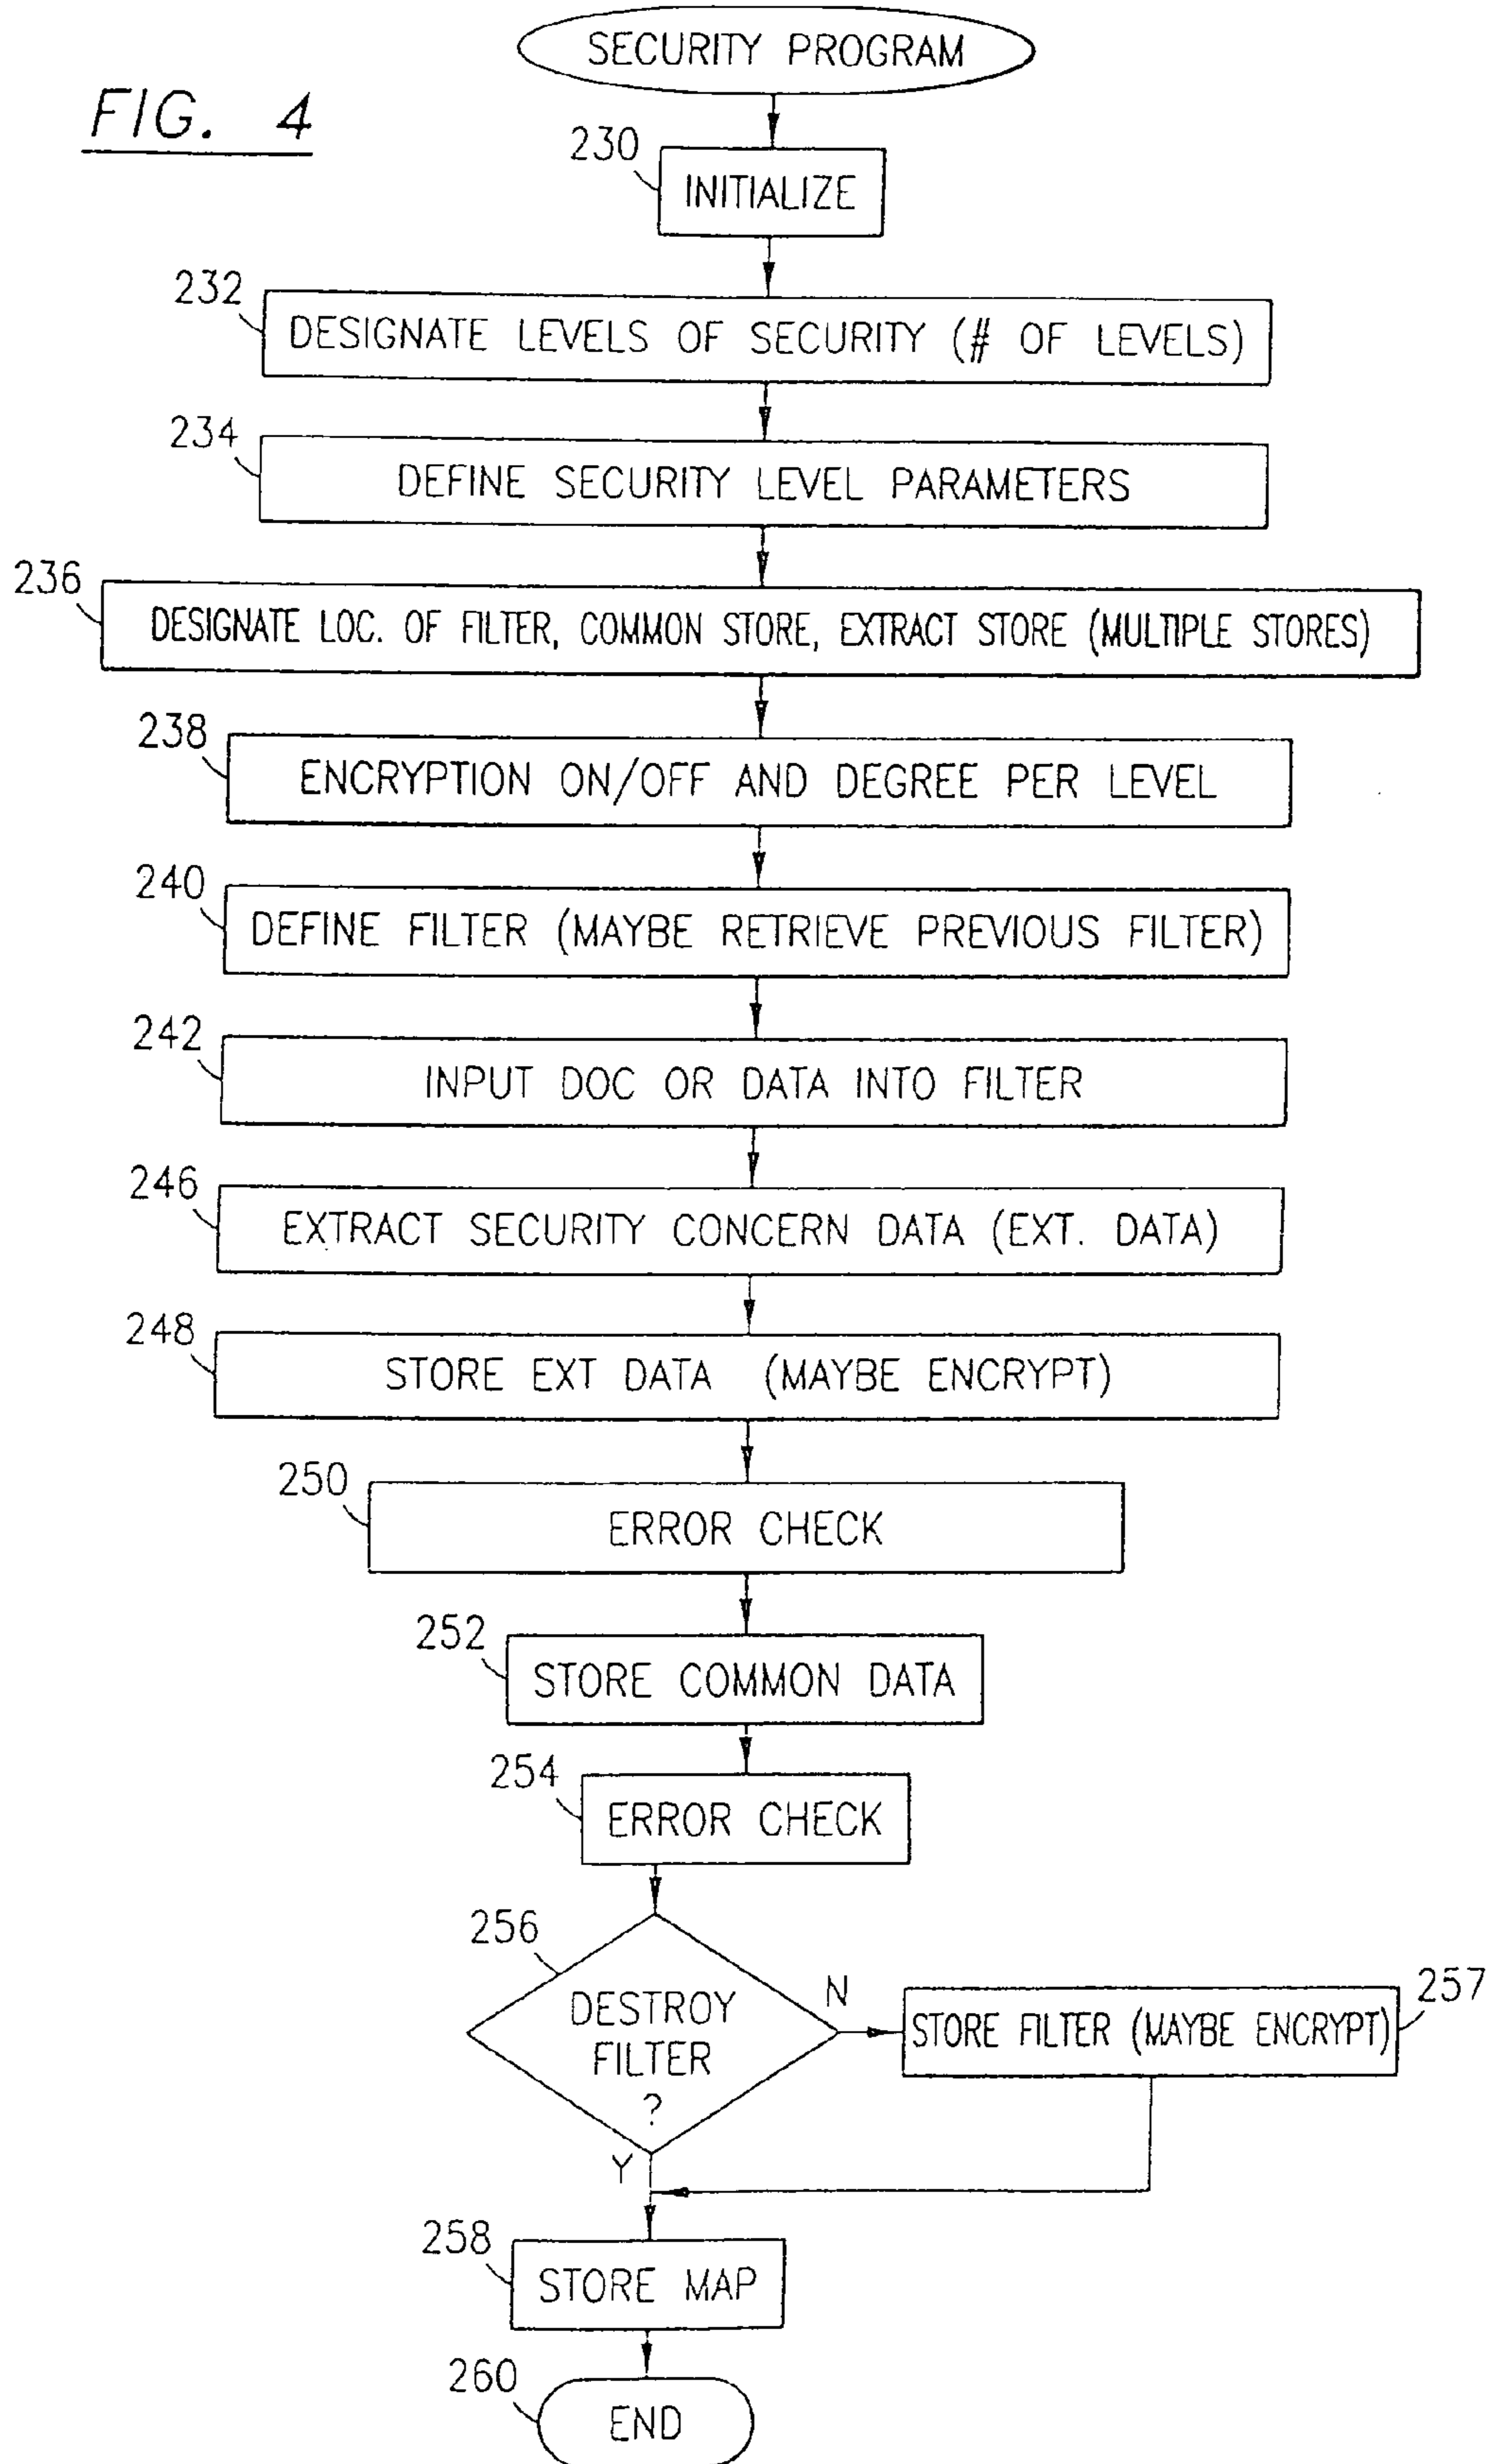 FIG. 4
SECURITY PROGRAM
230
INITIALIZE
232
DESIGNATE LEVELS OF SECURITY (# OF LEVELS)
234
DEFINE SECURITY LEVEL PARAMETERS
236
DESIGNATE LOC. OF FILTER, COMMON STORE, EXTRACT STORE (MULTIPLE STORES)
238
ENCRYPTION ON/OFF AND DEGREE PER LEVEL
240
DEFINE FILTER (MAYBE RETRIEVE PREVIOUS FILTER)
242
INPUT DOC OR DATA INTO FILTER
246
EXTRACT SECURITY CONCERN DATA (EXT. DATA)
248
STORE EXT DATA (MAYBE ENCRYPT)
250
ERROR CHECK
252
STORE COMMON DATA
254
ERROR CHECK
256
DESTROY
FILTER
?
N
257
STORE FILTER (MAYBE ENCRYPT)
Y
258
STORE MAP
260
END